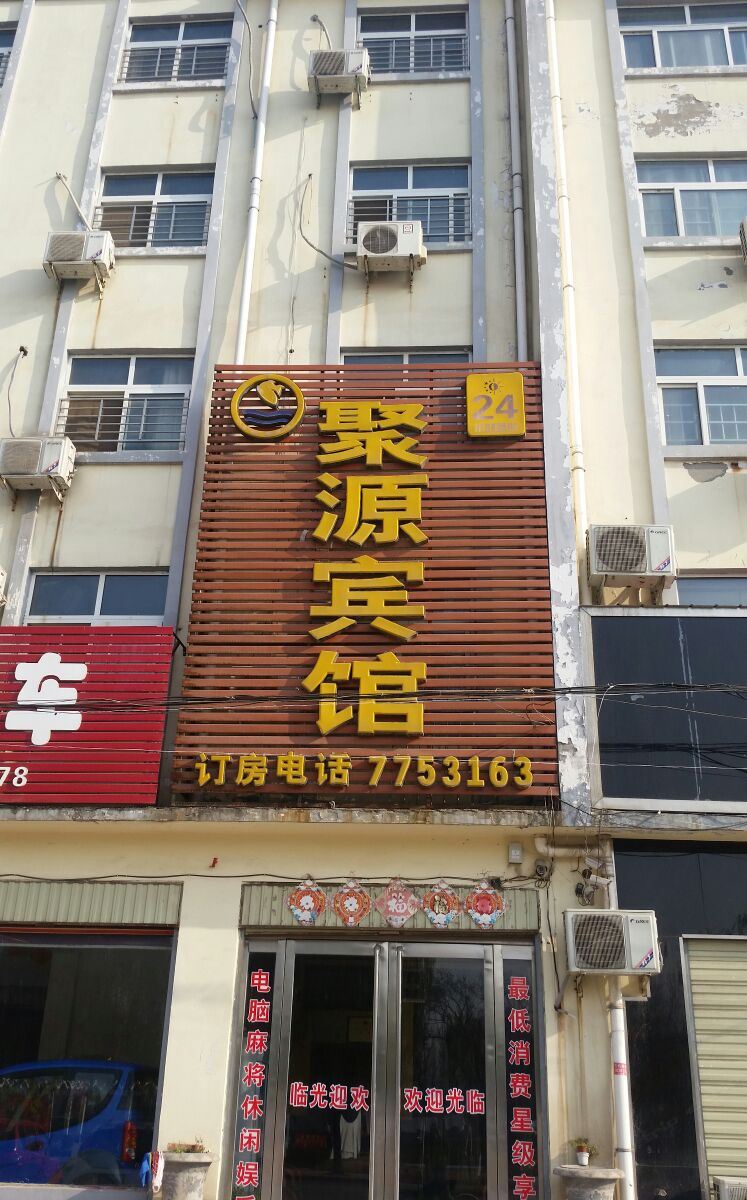 24
聚源宾馆
订房电话 7753163
车
78
福
电脑麻将休闲娱
最低消费星级享
临光迎欢
欢迎光临